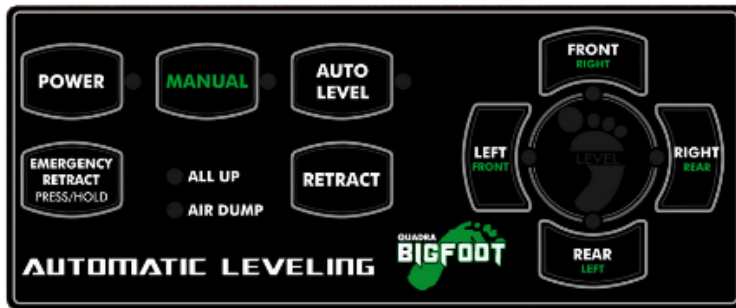 POWER
MANUAL
AUTO
LEVEL
EMERGENCY
RETRACT
PRESS/HOLD
ALL UP
AIR DUMP
RETRACT
FRONT
RIGHT
LEFT
FRONT
LEVEL
RIGHT
REAR
REAR
LEFT
AUTOMATIC LEVELING
QUADRA
BIGFOOT